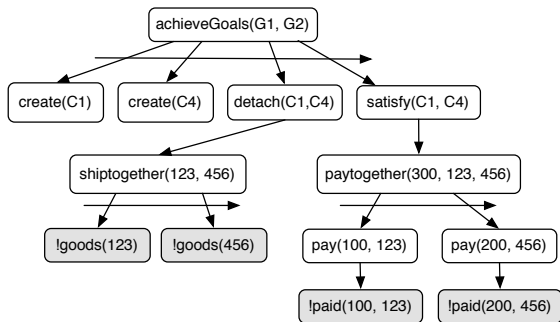 achieveGoals(G1, G2)
create(C1)
create(C4)
detach(C1,C4)
satisfy(C1, C4)
shiptogether(123, 456)
paytogether(300, 123, 456)
!goods(123)
!goods(456)
pay(100, 123)
pay(200, 456)
!paid(100, 123)
!paid(200, 456)